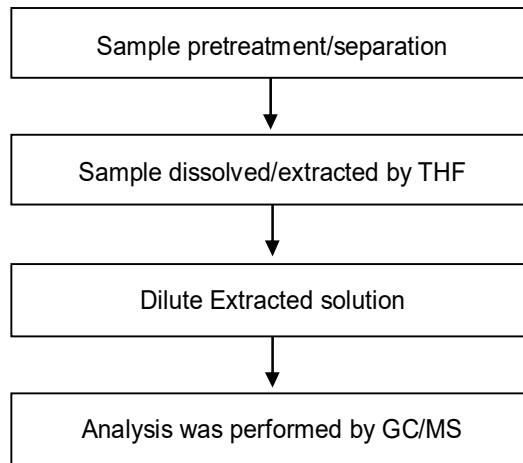 Sample pretreatment/separation
Sample dissolved/extracted by THF
Dilute Extracted solution
Analysis was performed by GC/MS